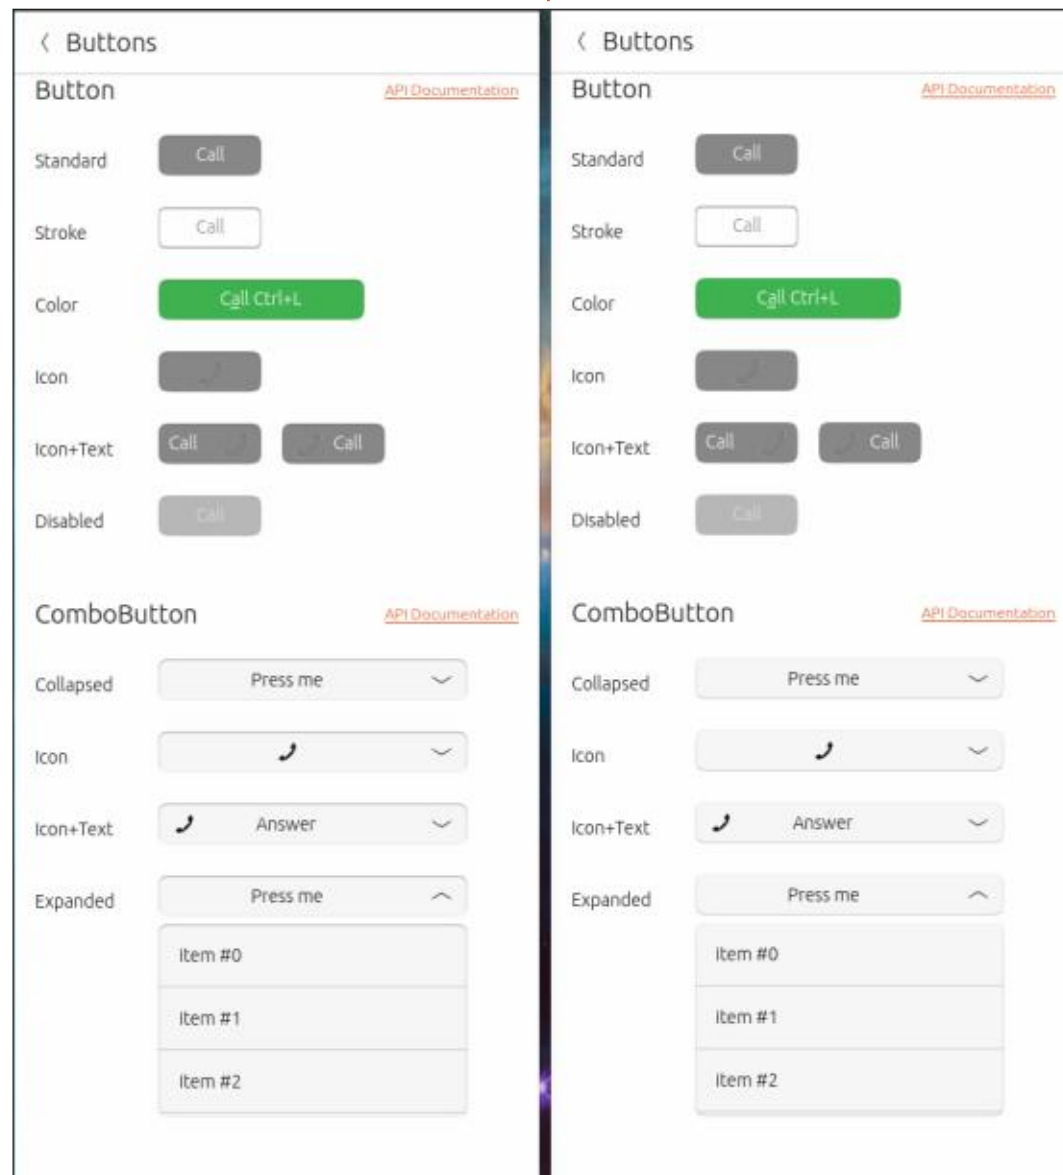 Buttons
Button API Documentation
Standard Call
Stroke Call
Color Call Ctrl+L
Icon
Icon+Text Call Call
Disabled Call
ComboButton API Documentation
Collapsed Press me
Icon
Icon+Text Answer
Expanded Press me
Item #0
Item #1
Item #2
Buttons
Button API Documentation
Standard Call
Stroke Call
Color Call Ctrl+L
Icon
Icon+Text Call Call
Disabled Call
ComboButton API Documentation
Collapsed Press me
Icon
Icon+Text Answer
Expanded Press me
Item #0
Item #1
Item #2